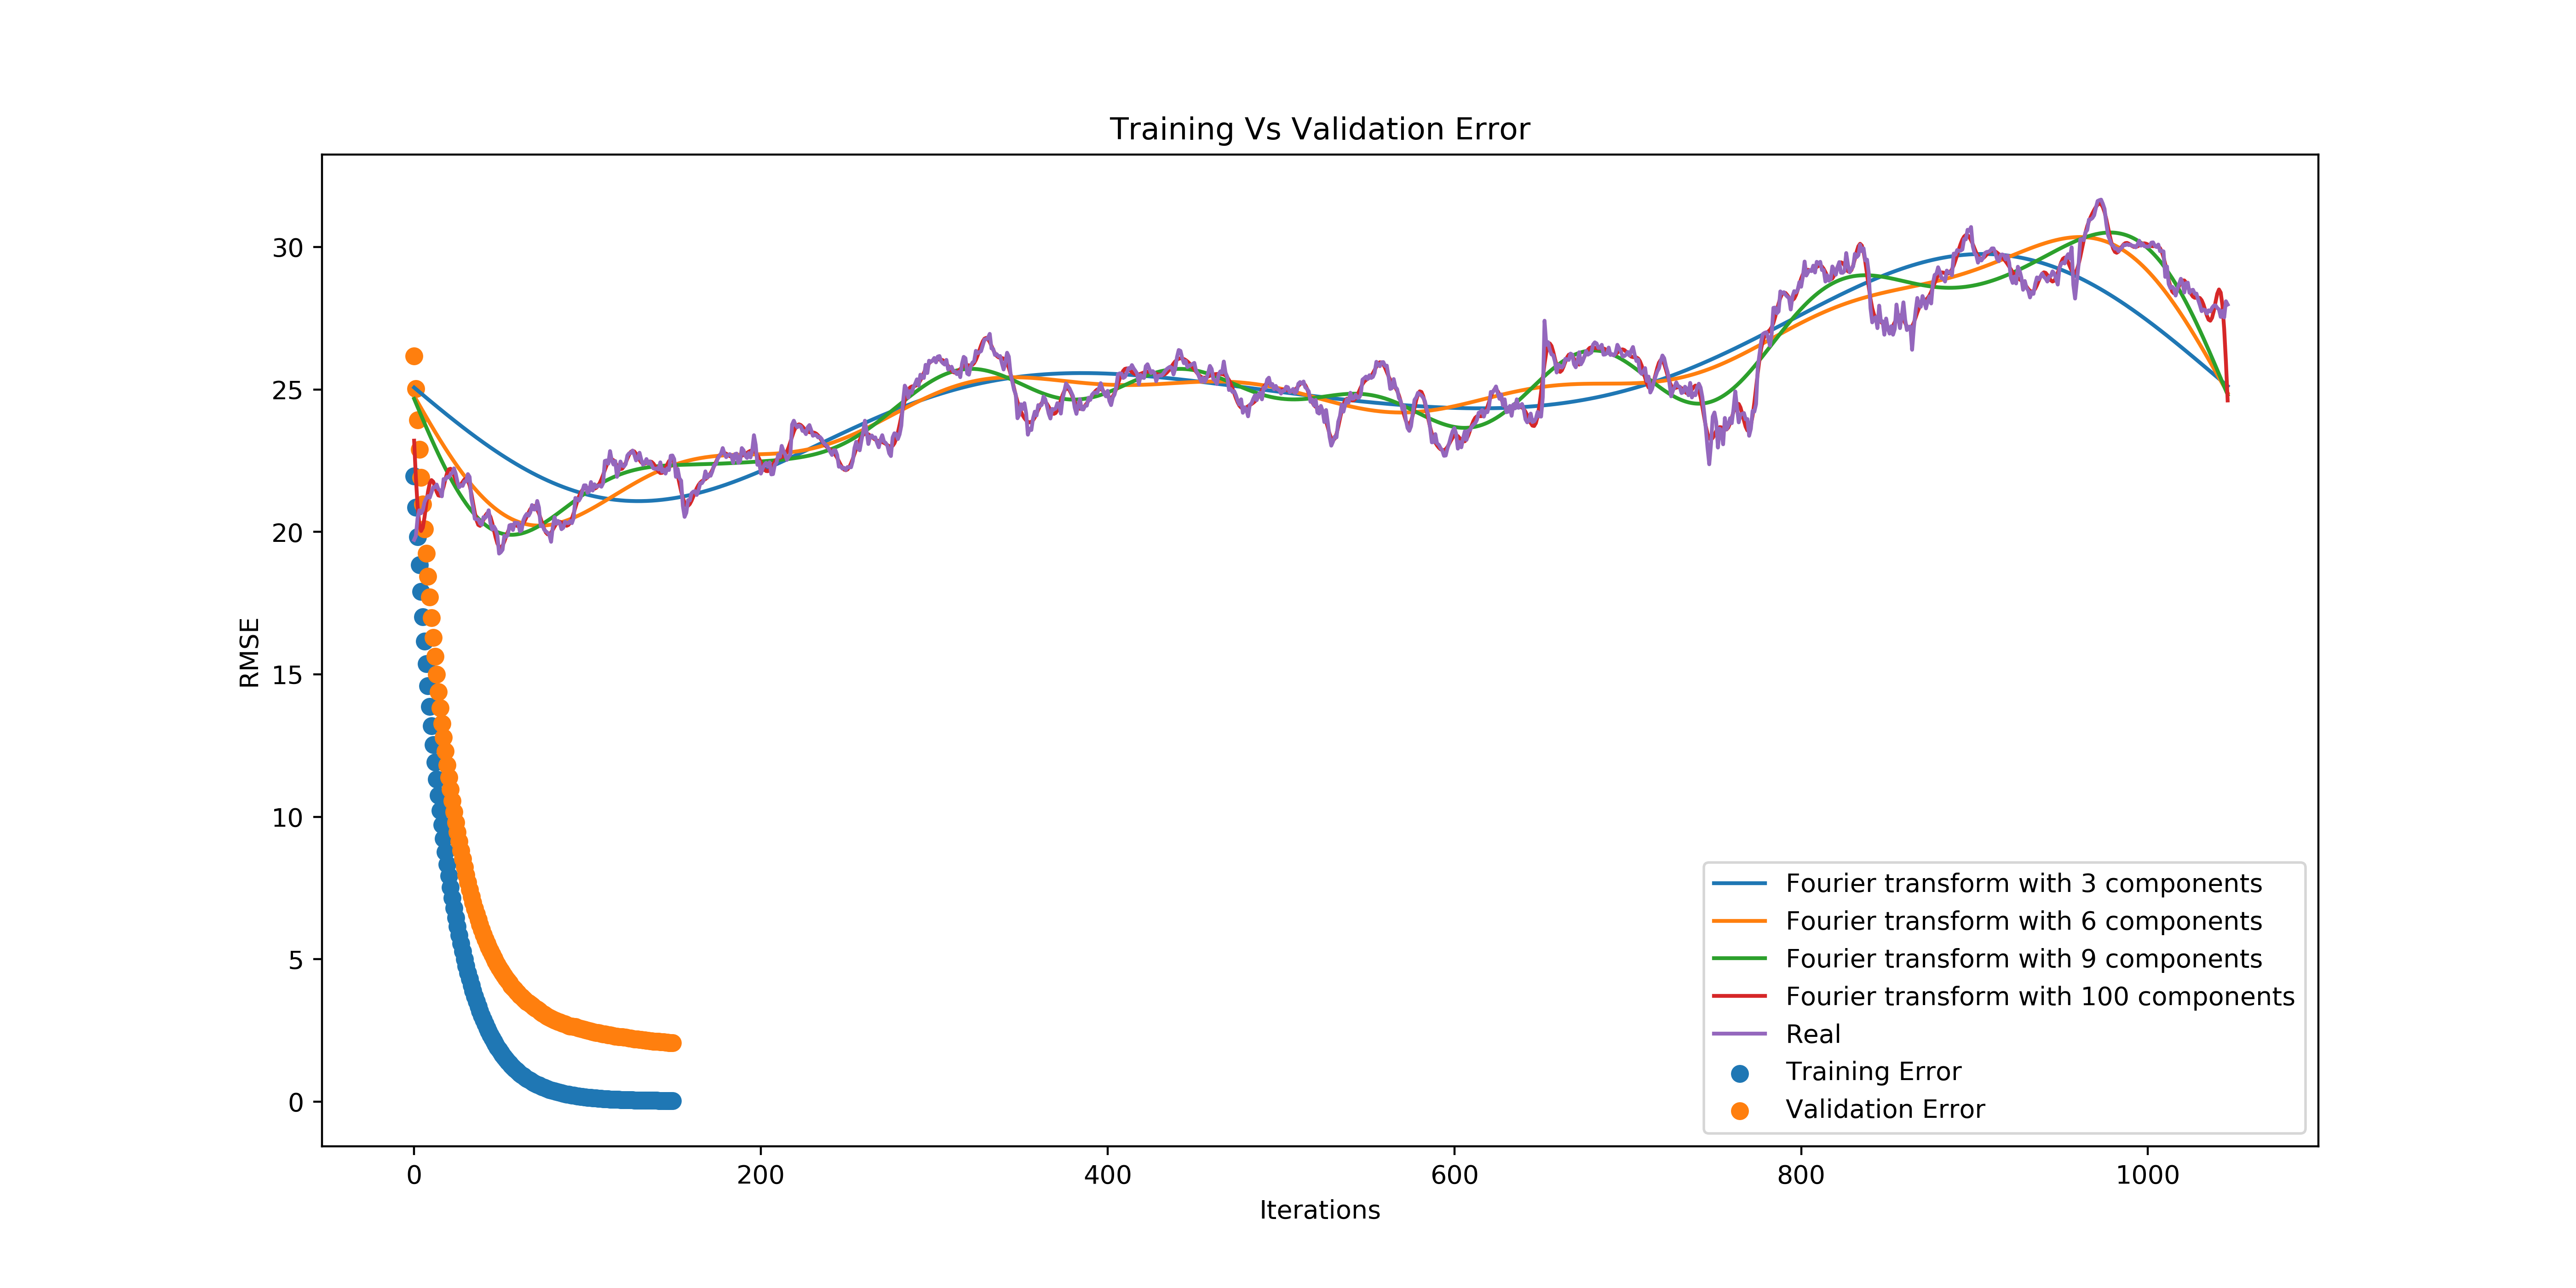 Training Vs Validation Error
RMSE
30
25
20
15
10
5
0
0 200 400 600 800 1000
Iterations
Fourier transform with 3 components
Fourier transform with 6 components
Fourier transform with 9 components
Fourier transform with 100 components
Real
Training Error
Validation Error